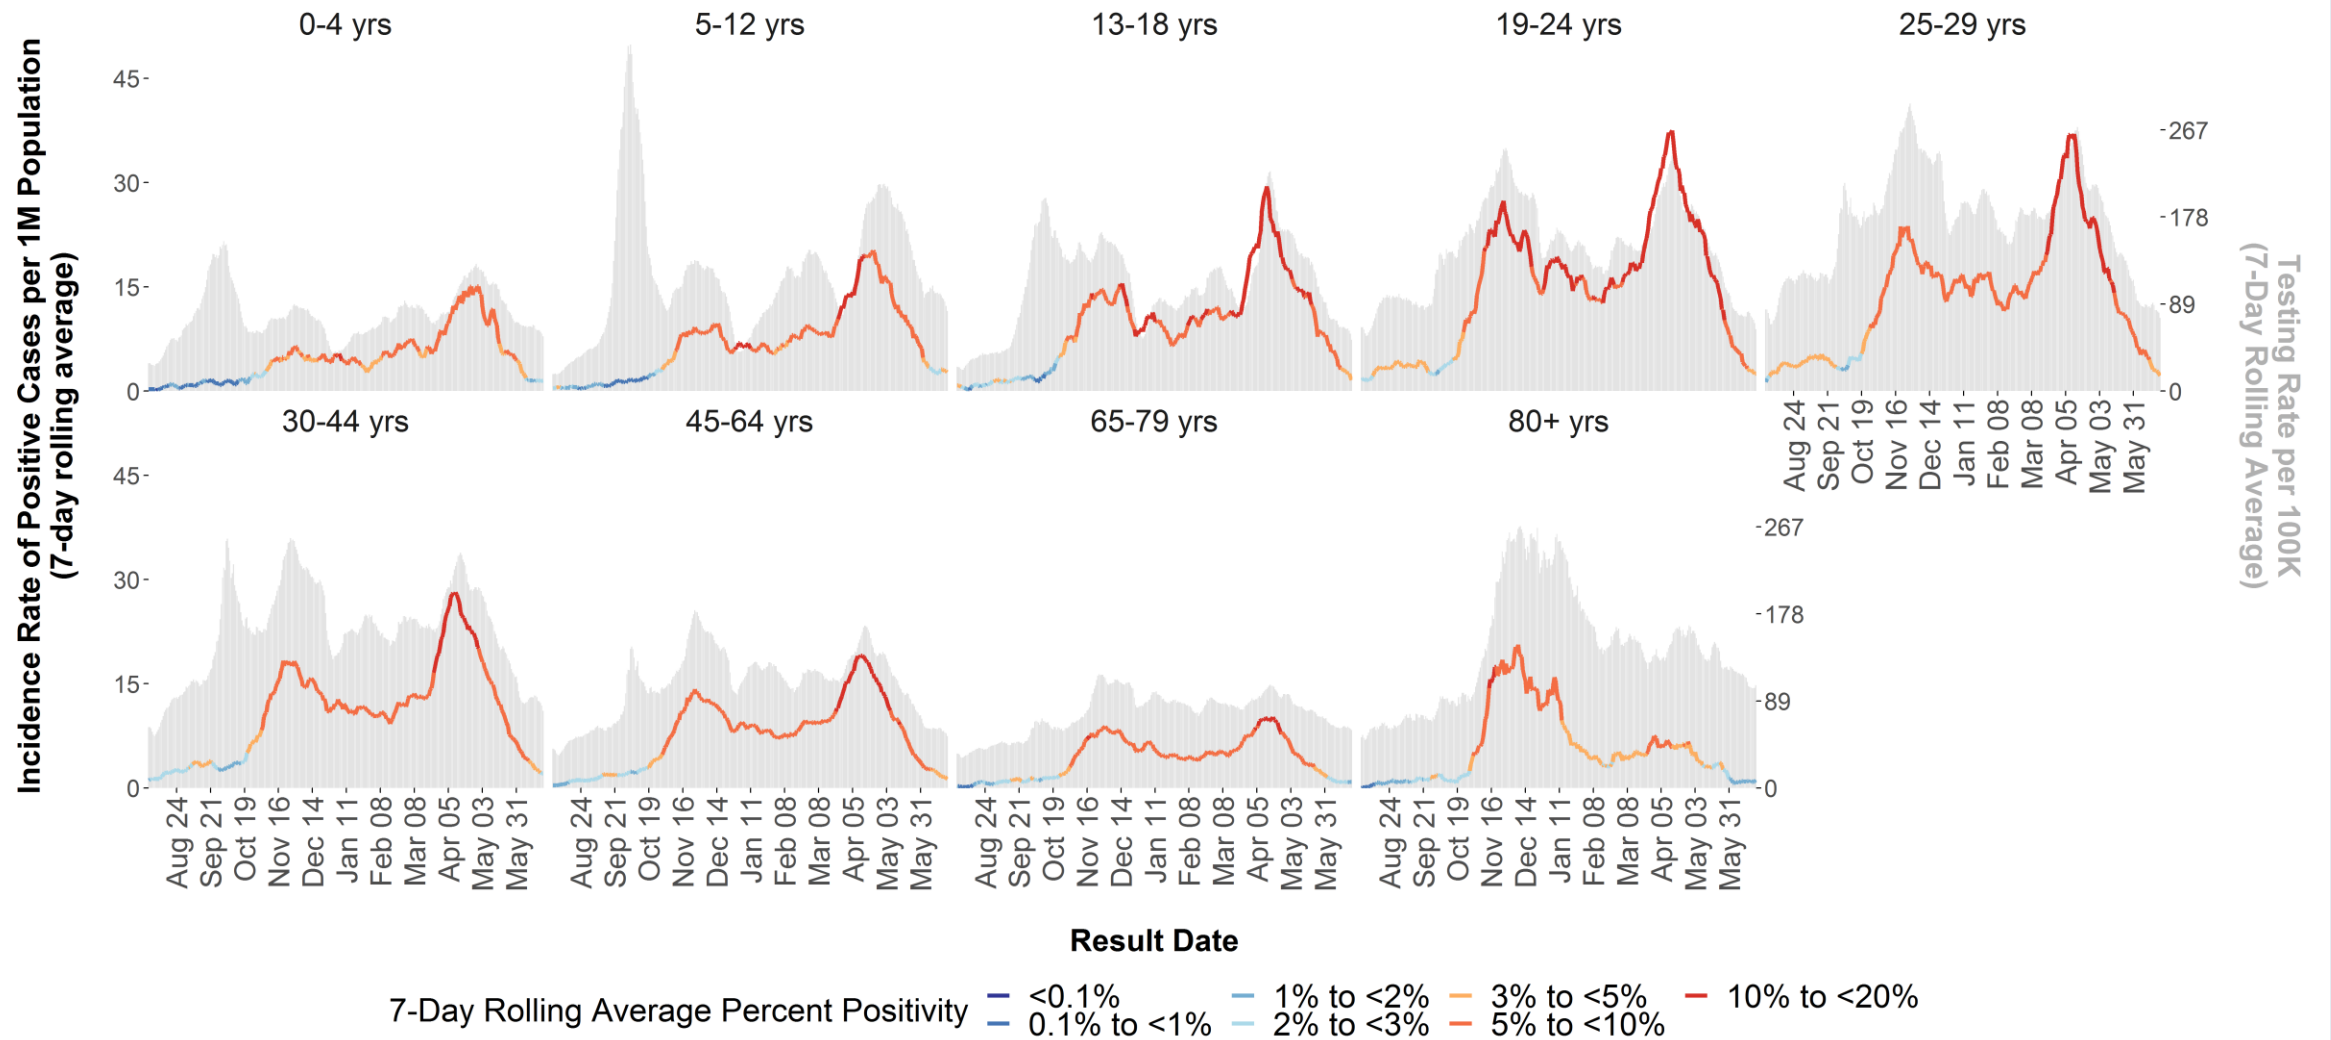 0-4 yrs
5-12 yrs
13-18 yrs
19-24 yrs
25-29 yrs
Incidence Rate of Positive Cases per 1M Population
(7-day rolling average)
45
30
15
0
267
178
89
0
Testing Rate per 100K
(7-Day Rolling Average)
Aug 24
Sep 21
Oct 19
Nov 16
Dec 14
Jan 11
Feb 08
Mar 08
Apr 05
May 03
May 31
30-44 yrs
45-64 yrs
65-79 yrs
80+ yrs
45
30
15
0
267
178
89
0
Aug 24
Sep 21
Oct 19
Nov 16
Dec 14
Jan 11
Feb 08
Mar 08
Apr 05
May 03
May 31
Aug 24
Sep 21
Oct 19
Nov 16
Dec 14
Jan 11
Feb 08
Mar 08
Apr 05
May 03
May 31
Aug 24
Sep 21
Oct 19
Nov 16
Dec 14
Jan 11
Feb 08
Mar 08
Apr 05
May 03
May 31
Aug 24
Sep 21
Oct 19
Nov 16
Dec 14
Jan 11
Feb 08
Mar 08
Apr 05
May 03
May 31
Result Date
7-Day Rolling Average Percent Positivity
<0.1%
0.1% to <1%
1% to <2%
2% to <3%
3% to <5%
5% to <10%
10% to <20%